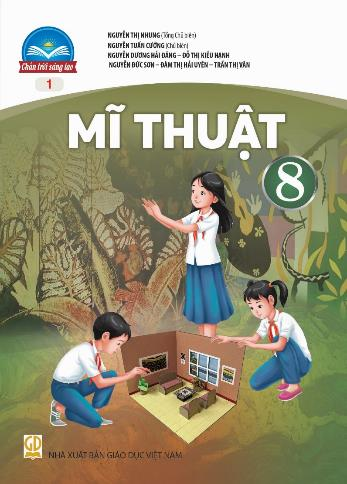 NGUYỄN THỊ NHUNG (Tổng Chủ biên)
NGUYỄN TUẤN CƯỜNG (Chủ biên)
NGUYỄN DƯƠNG HẢI ĐĂNG – ĐỖ THỊ KIỀU HẠNH
NGUYỄN ĐỨC SƠN – ĐÀM THỊ HẢI UYÊN – TRẦN THỊ VÂN
Chân trời sáng tạo
1
MĨ THUẬT
8
GD
NHÀ XUẤT BẢN GIÁO DỤC VIỆT NAM